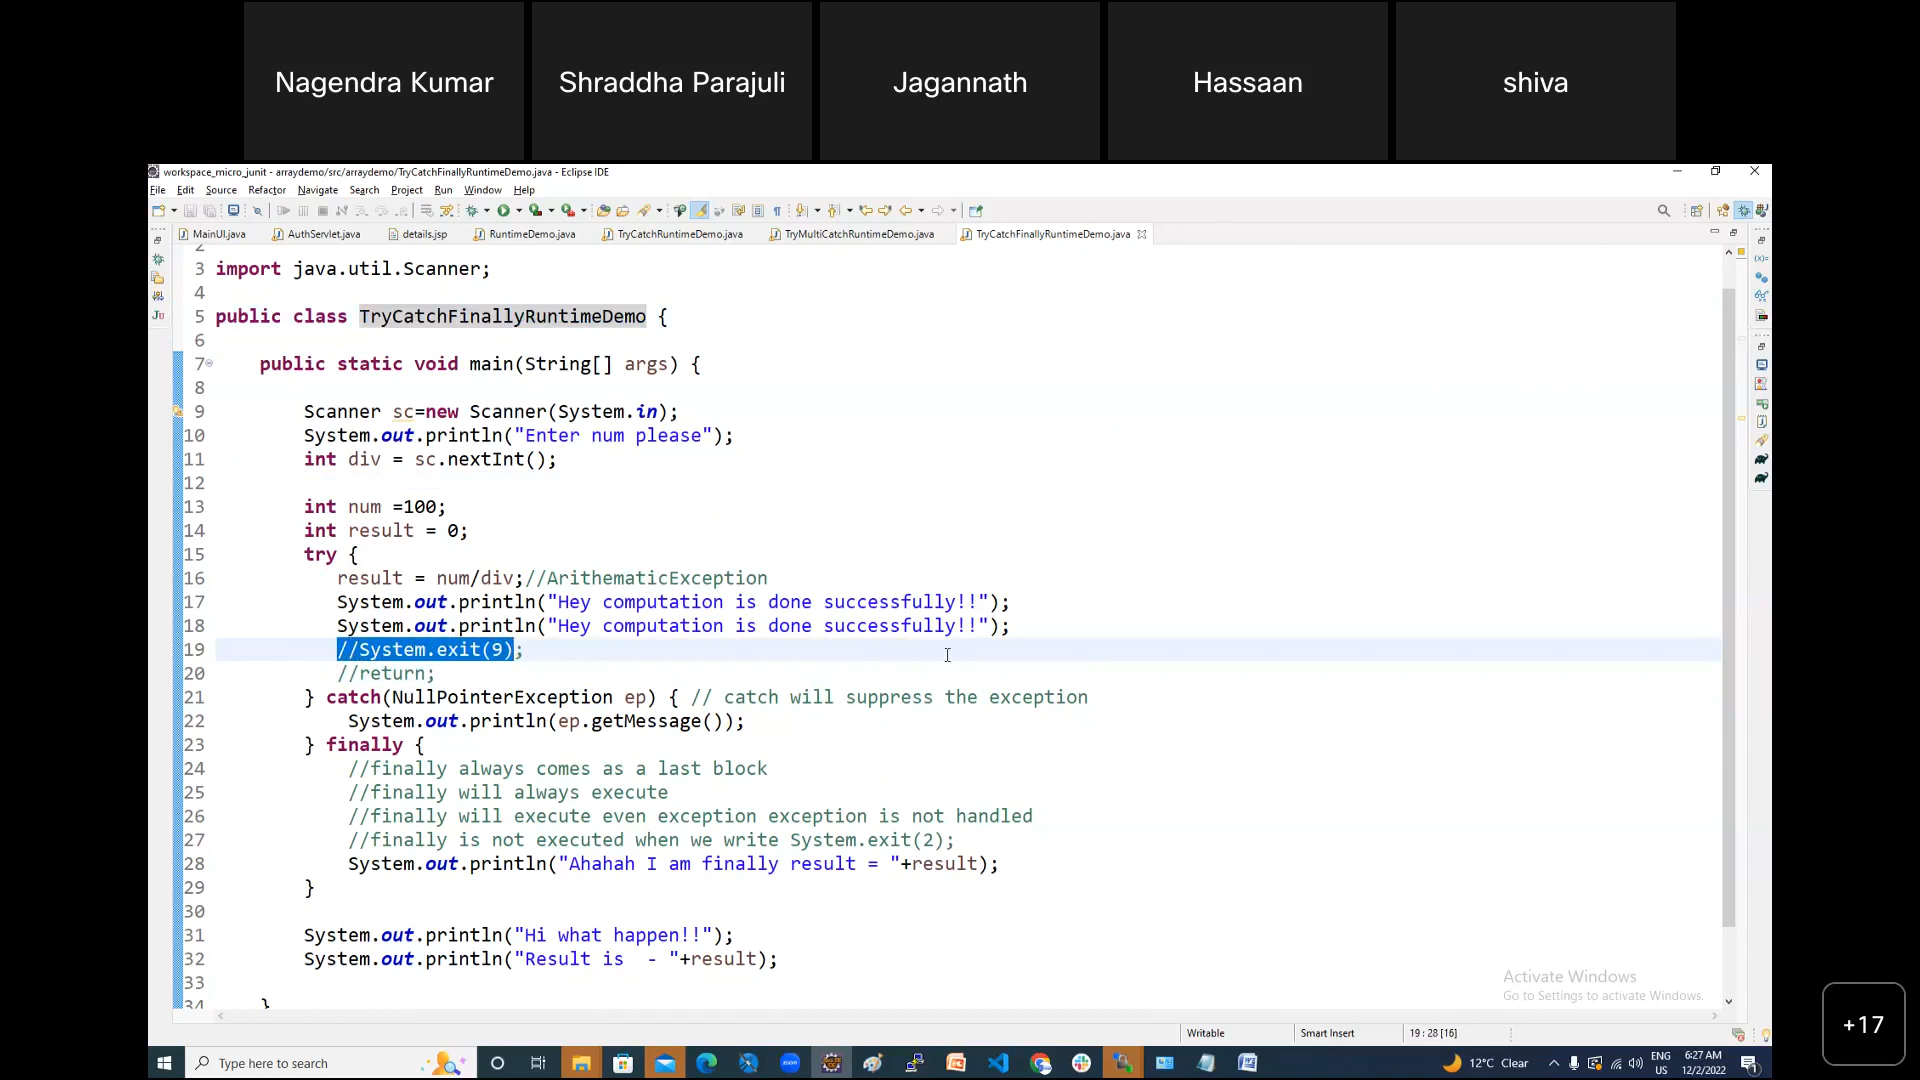 Nagendra Kumar
Shraddha Parajuli
Jagannath
Hassaan
shiva
workspace_micro_junit - arraydemo/src/arraydemo/TryCatchFinallyRuntimeDemo.java - Eclipse IDE
File Edit Source Refactor Navigate Search Project Run Window Help
MainUI.java AuthServlet.java details.jsp RuntimeDemo.java TryCatchRuntimeDemo.java TryMultiCatchRuntimeDemo.java TryCatchFinallyRuntimeDemo.java
2
3 import java.util.Scanner;
4
5 public class TryCatchFinallyRuntimeDemo {
6
7 public static void main(String[] args) {
8
9 Scanner sc=new Scanner(System.in);
10 System.out.println("Enter num please");
11 int div = sc.nextInt();
12
13 int num =100;
14 int result = 0;
15 try {
16 result = num/div;//ArithematicException
17 System.out.println("Hey computation is done successfully!!");
18 System.out.println("Hey computation is done successfully!!");
19 //System.exit(9);
20 //return;
21 } catch(NullPointerException ep) { // catch will suppress the exception
22 System.out.println(ep.getMessage());
23 } finally {
24 //finally always comes as a last block
25 //finally will always execute
26 //finally will execute even exception exception is not handled
27 //finally is not executed when we write System.exit(2);
28 System.out.println("Ahahah I am finally result = "+result);
29 }
30
31 System.out.println("Hi what happen!!");
32 System.out.println("Result is  - "+result);
33
34 }
Activate Windows
Go to Settings to activate Windows.
Writable Smart Insert 19 : 28 [16]
+17
Type here to search
12°C Clear
ENG
US
6:27 AM
12/2/2022